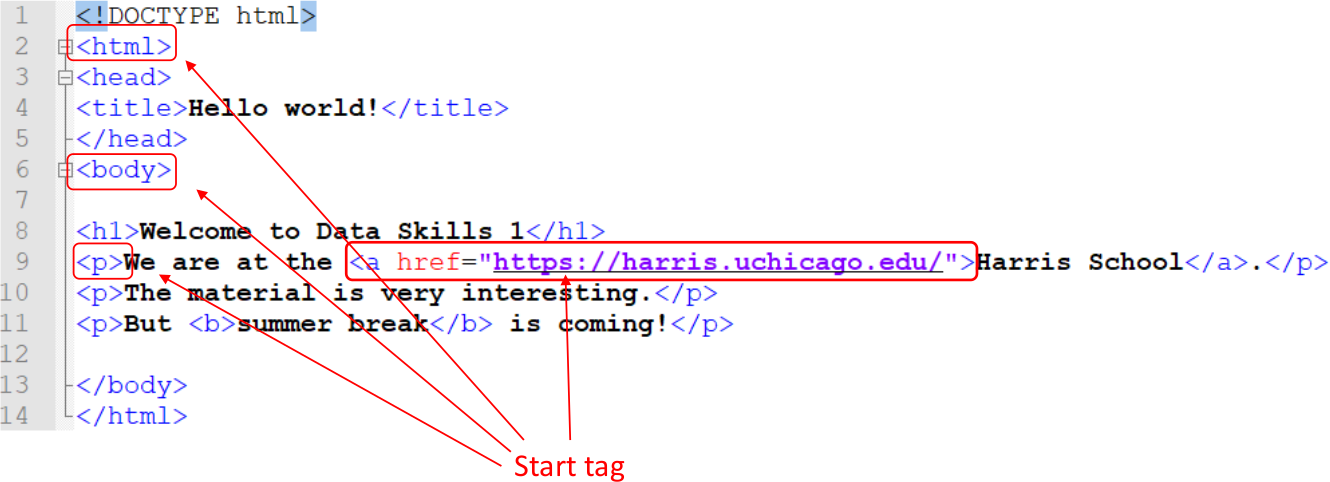 1 <!DOCTYPE html>
2 <html>
3 <head>
4 <title>Hello world!</title>
5 </head>
6 <body>
7
8 <h1>Welcome to Data Skills 1</h1>
9 <p>We are at the <a href="https://harris.uchicago.edu/">Harris School</a>.</p>
10 <p>The material is very interesting.</p>
11 <p>But <b>summer break</b> is coming!</p>
12
13 </body>
14 </html>
Start tag